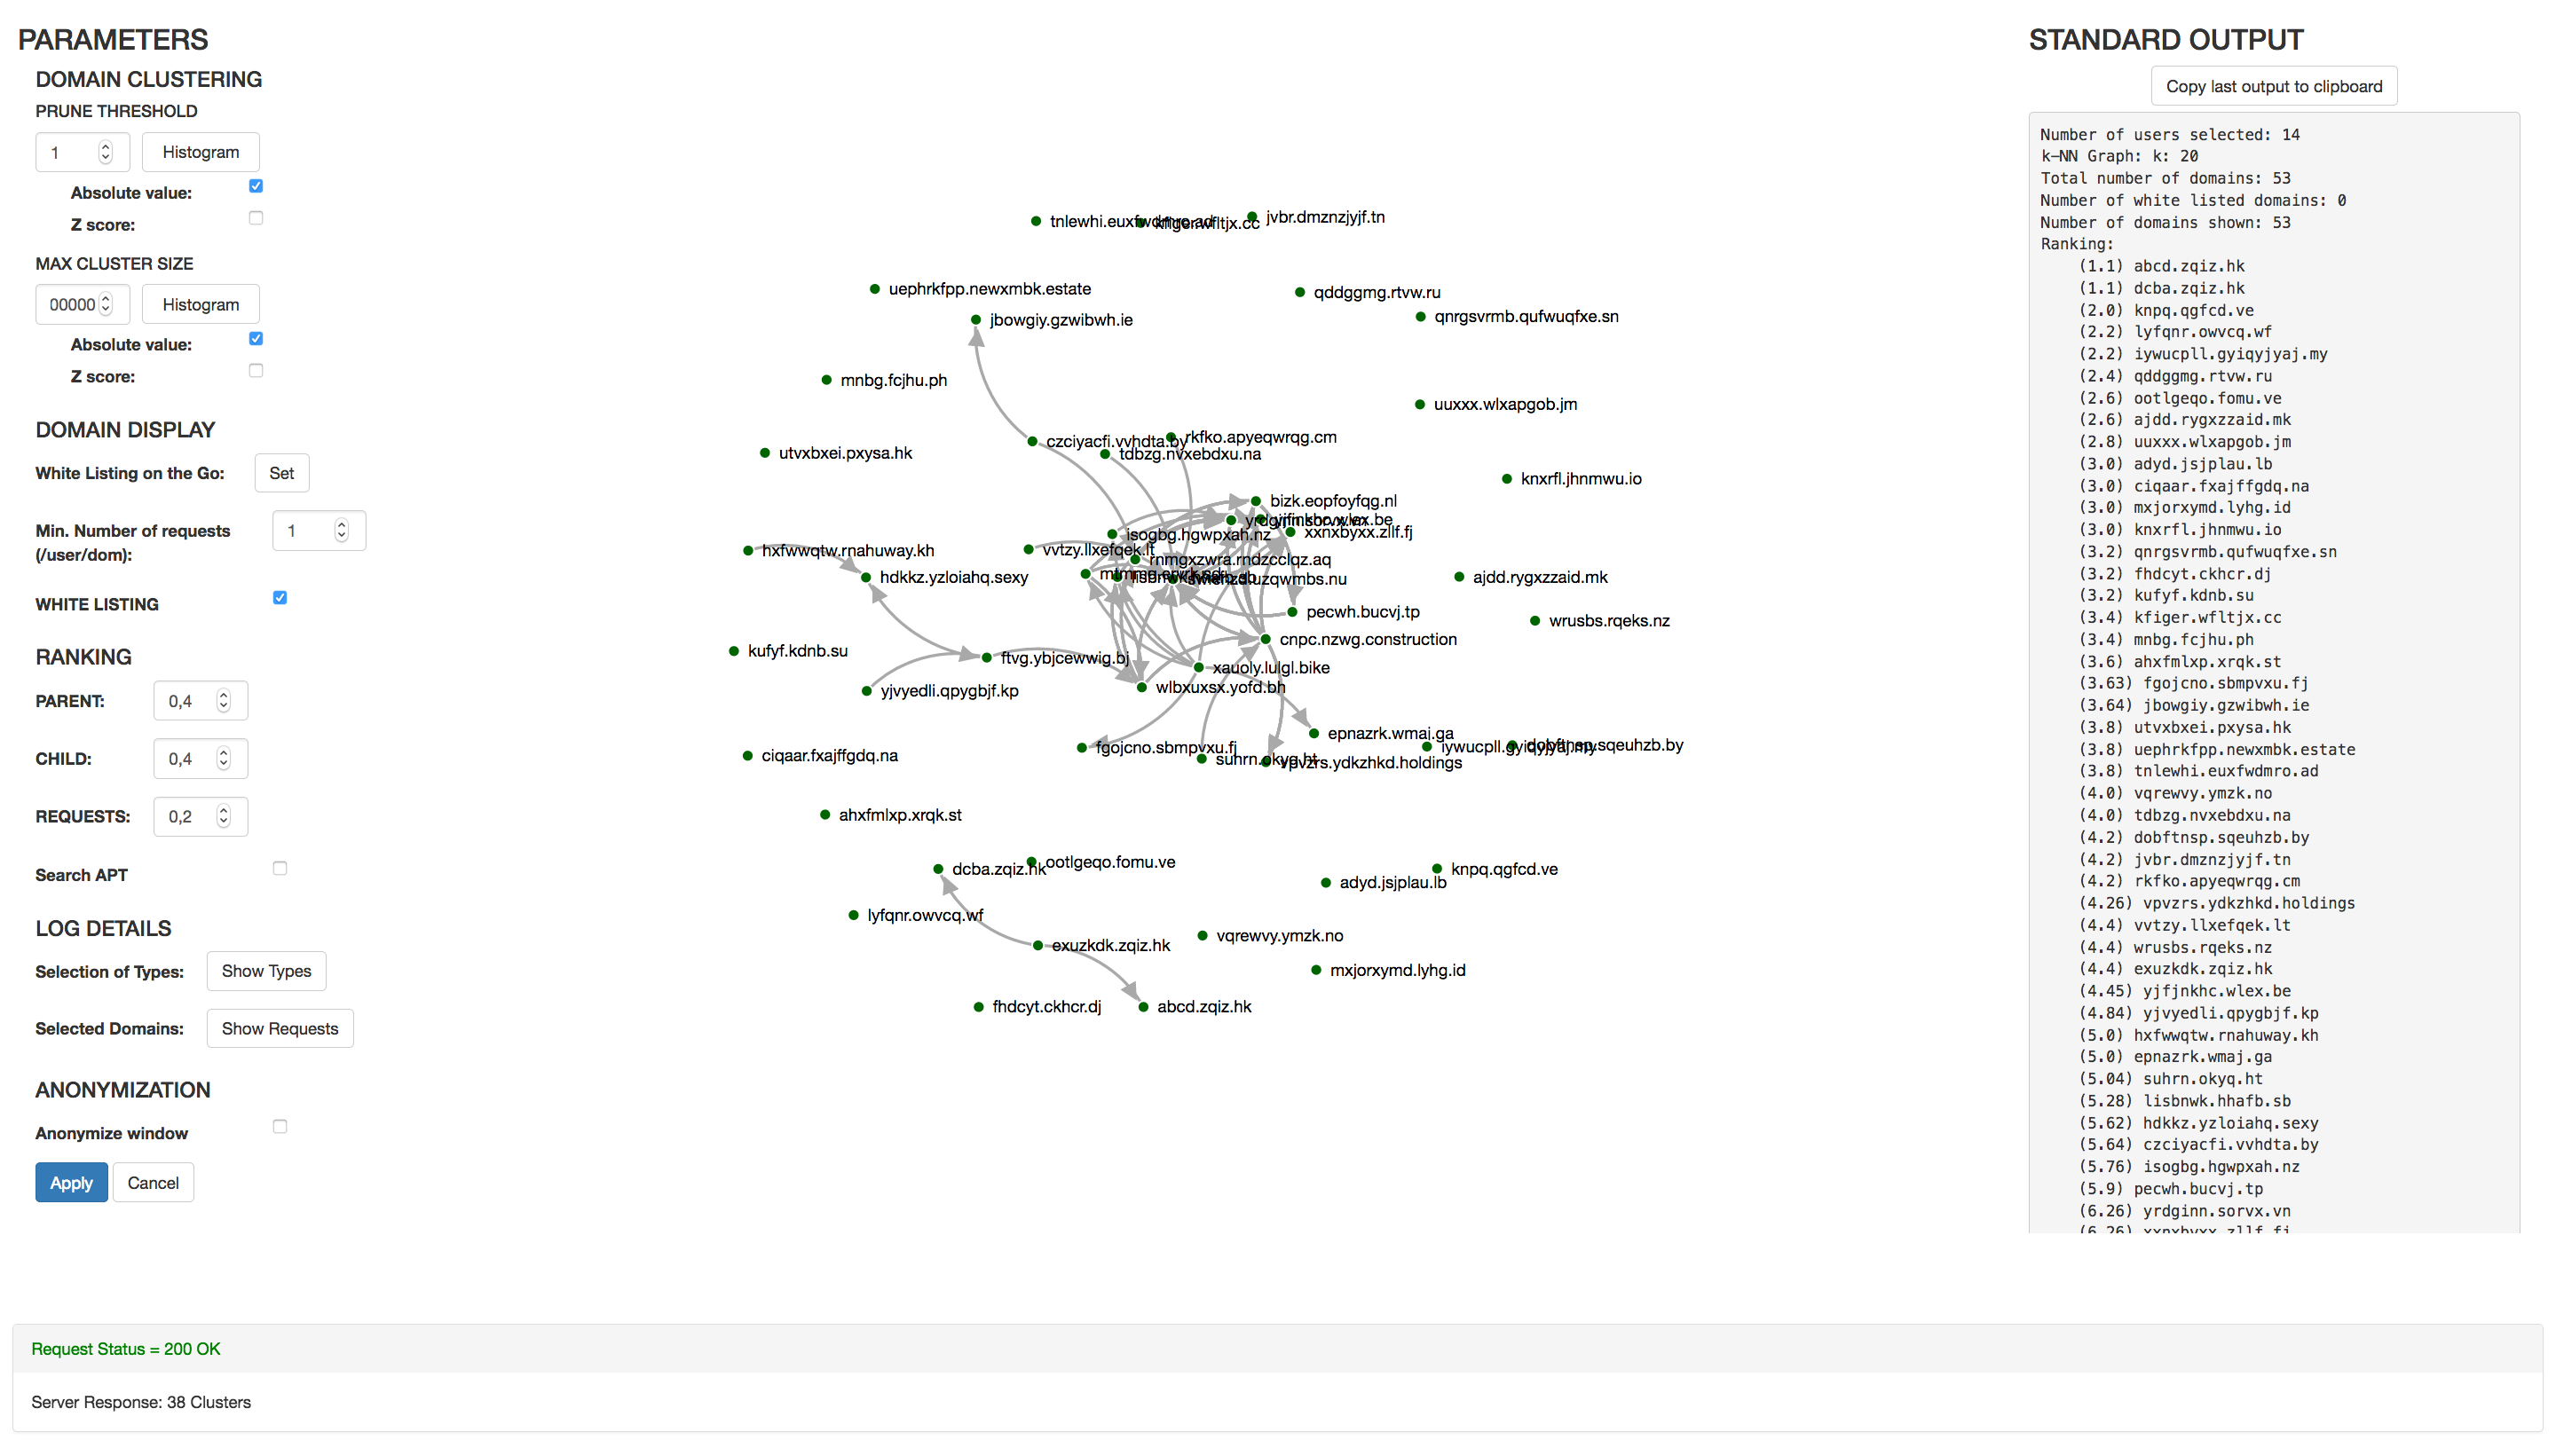 PARAMETERS
DOMAIN CLUSTERING
PRUNE THRESHOLD
1
Histogram
Absolute value:
Z score:
MAX CLUSTER SIZE
00000
Histogram
Absolute value:
Z score:
DOMAIN DISPLAY
White Listing on the Go:
Set
Min. Number of requests
(/user/dom):
1
WHITE LISTING
RANKING
PARENT:
0,4
CHILD:
0,4
REQUESTS:
0,2
Search APT
LOG DETAILS
Selection of Types:
Show Types
Selected Domains:
Show Requests
ANONYMIZATION
Anonymize window
Apply
Cancel
tnlewhi.euxfwdmro.ad
kfiger.wfltjx.cc
jvbr.dmznzjyjf.tn
uephrkfpp.newxmbk.estate
qddggmg.rtvw.ru
jbowgiy.gzwibwh.ie
qnrgsvrmb.qufwuqfxe.sn
mnbg.fcjhu.ph
uuxxx.wlxapgob.jm
czciyacfi.vvhdta.by
rkfko.apyeqwrqg.cm
utvxbxei.pxysa.hk
tdbzg.nvxebdxu.na
knxrfl.jhnmwu.io
bizk.eopfoyfqg.nl
yrdginn.sorvx.vn
yjfjnkhc.wlex.be
isogbg.hgwpxah.nz
xxnxbyxx.zllf.fj
hxfwwqtw.rnahuway.kh
vvtzy.llxefqek.lt
rnmgxzwra.rndzcclqz.aq
hdkkz.yzloiahq.sexy
lisbnwk.hhafb.sb
ajdd.rygxzzaid.mk
pecwh.bucvj.tp
wrusbs.rqeks.nz
cnpc.nzwg.construction
kufyf.kdnb.su
ftvg.ybjcewwig.bj
xauoly.lulgl.bike
yjvyedli.qpygbjf.kp
wlbxuxsx.yofd.bh
epnazrk.wmaj.ga
fgojcno.sbmpvxu.fj
iywucpll.gyiqyjyaj.my
dobftnsp.sqeuhzb.by
ciqaar.fxajffgdq.na
suhrn.okyq.ht
vpvzrs.ydkzhkd.holdings
ahxfmlxp.xrqk.st
dcba.zqiz.hk
ootlgeqo.fomu.ve
knpq.qgfcd.ve
adyd.jsjplau.lb
lyfqnr.owvcq.wf
vqrewvy.ymzk.no
exuzkdk.zqiz.hk
mxjorxymd.lyhg.id
fhdcyt.ckhcr.dj
abcd.zqiz.hk
STANDARD OUTPUT
Copy last output to clipboard
Number of users selected: 14
k-NN Graph: k: 20
Total number of domains: 53
Number of white listed domains: 0
Number of domains shown: 53
Ranking:
(1.1) abcd.zqiz.hk
(1.1) dcba.zqiz.hk
(2.0) knpq.qgfcd.ve
(2.2) lyfqnr.owvcq.wf
(2.2) iywucpll.gyiqyjyaj.my
(2.4) qddggmg.rtvw.ru
(2.6) ootlgeqo.fomu.ve
(2.6) ajdd.rygxzzaid.mk
(2.8) uuxxx.wlxapgob.jm
(3.0) adyd.jsjplau.lb
(3.0) ciqaar.fxajffgdq.na
(3.0) mxjorxymd.lyhg.id
(3.0) knxrfl.jhnmwu.io
(3.2) qnrgsvrmb.qufwuqfxe.sn
(3.2) fhdcyt.ckhcr.dj
(3.2) kufyf.kdnb.su
(3.4) kfiger.wfltjx.cc
(3.4) mnbg.fcjhu.ph
(3.6) ahxfmlxp.xrqk.st
(3.63) fgojcno.sbmpvxu.fj
(3.64) jbowgiy.gzwibwh.ie
(3.8) utvxbxei.pxysa.hk
(3.8) uephrkfpp.newxmbk.estate
(3.8) tnlewhi.euxfwdmro.ad
(4.0) vqrewvy.ymzk.no
(4.0) tdbzg.nvxebdxu.na
(4.2) dobftnsp.sqeuhzb.by
(4.2) jvbr.dmznzjyjf.tn
(4.2) rkfko.apyeqwrqg.cm
(4.26) vpvzrs.ydkzhkd.holdings
(4.4) vvtzy.llxefqek.lt
(4.4) wrusbs.rqeks.nz
(4.4) exuzkdk.zqiz.hk
(4.45) yjfjnkhc.wlex.be
(4.84) yjvyedli.qpygbjf.kp
(5.0) hxfwwqtw.rnahuway.kh
(5.0) epnazrk.wmaj.ga
(5.04) suhrn.okyq.ht
(5.28) lisbnwk.hhafb.sb
(5.62) hdkkz.yzloiahq.sexy
(5.64) czciyacfi.vvhdta.by
(5.76) isogbg.hgwpxah.nz
(5.9) pecwh.bucvj.tp
(6.26) yrdginn.sorvx.vn
(6.26) xxnxbyxx.zllf.fj
Request Status = 200 OK
Server Response: 38 Clusters